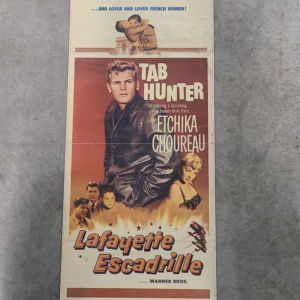 ...AND LOVED AND LOVED FRENCH WOMEN!
TAB
HUNTER
ETCHIKA
CHOUREAU
Lafayette
Escadrille
WARNER BROS.